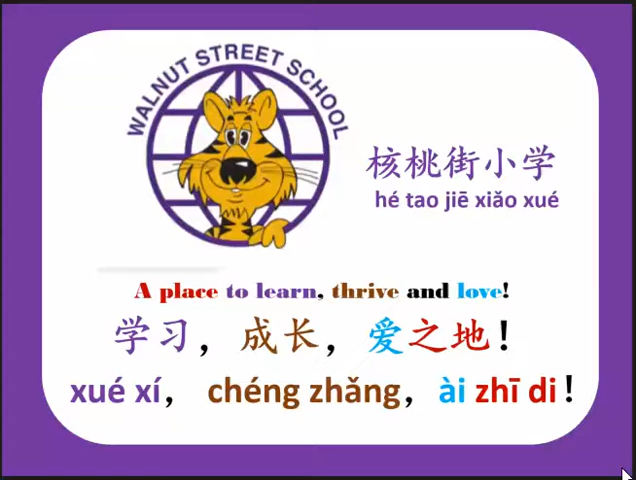 WALNUT STREET SCHOOL
核桃街小学
hé tao jiē xiǎo xué
A place to learn, thrive and love!
学习，成长，爱之地！
xué xí， chéng zhǎng，ài zhī di！